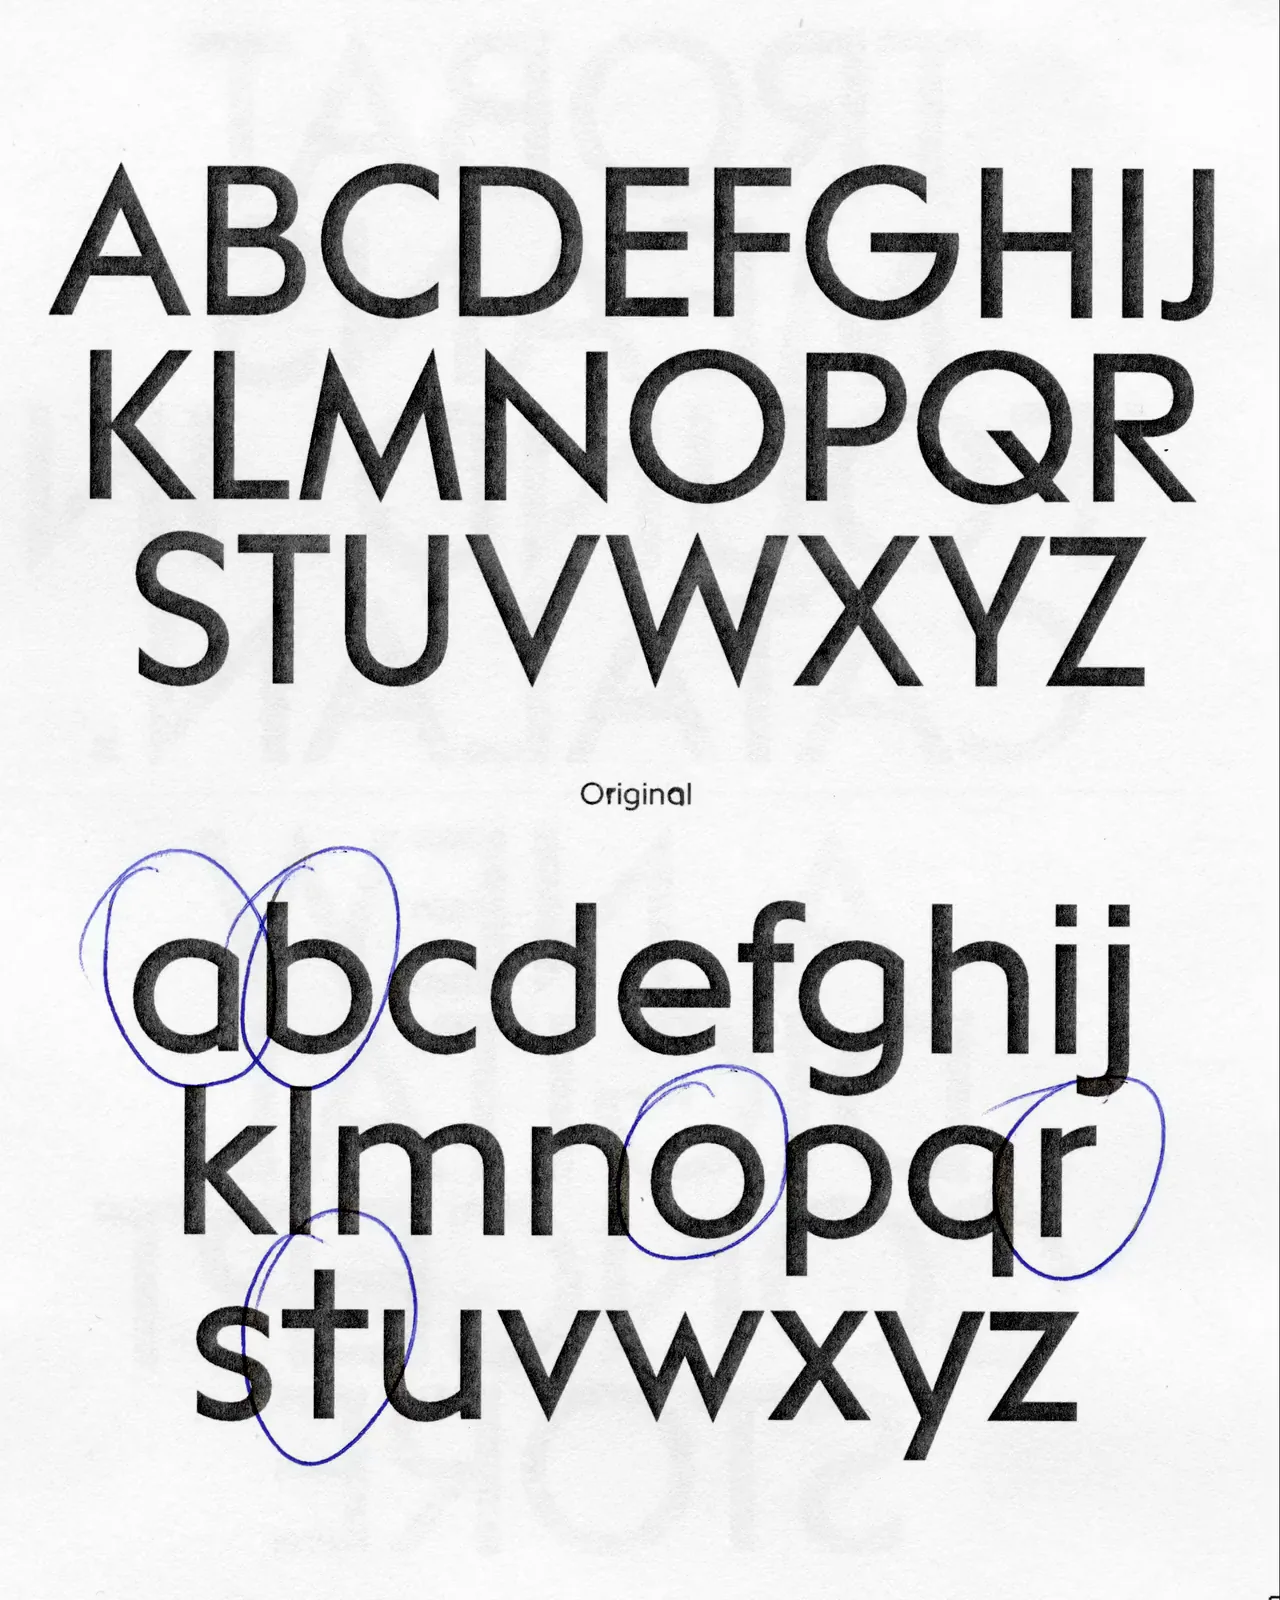 ABCDEFGHIJ
KLMNOPQR
STUVWXYZ
Original
abcdefghij
klmnopqr
stuvwxyz